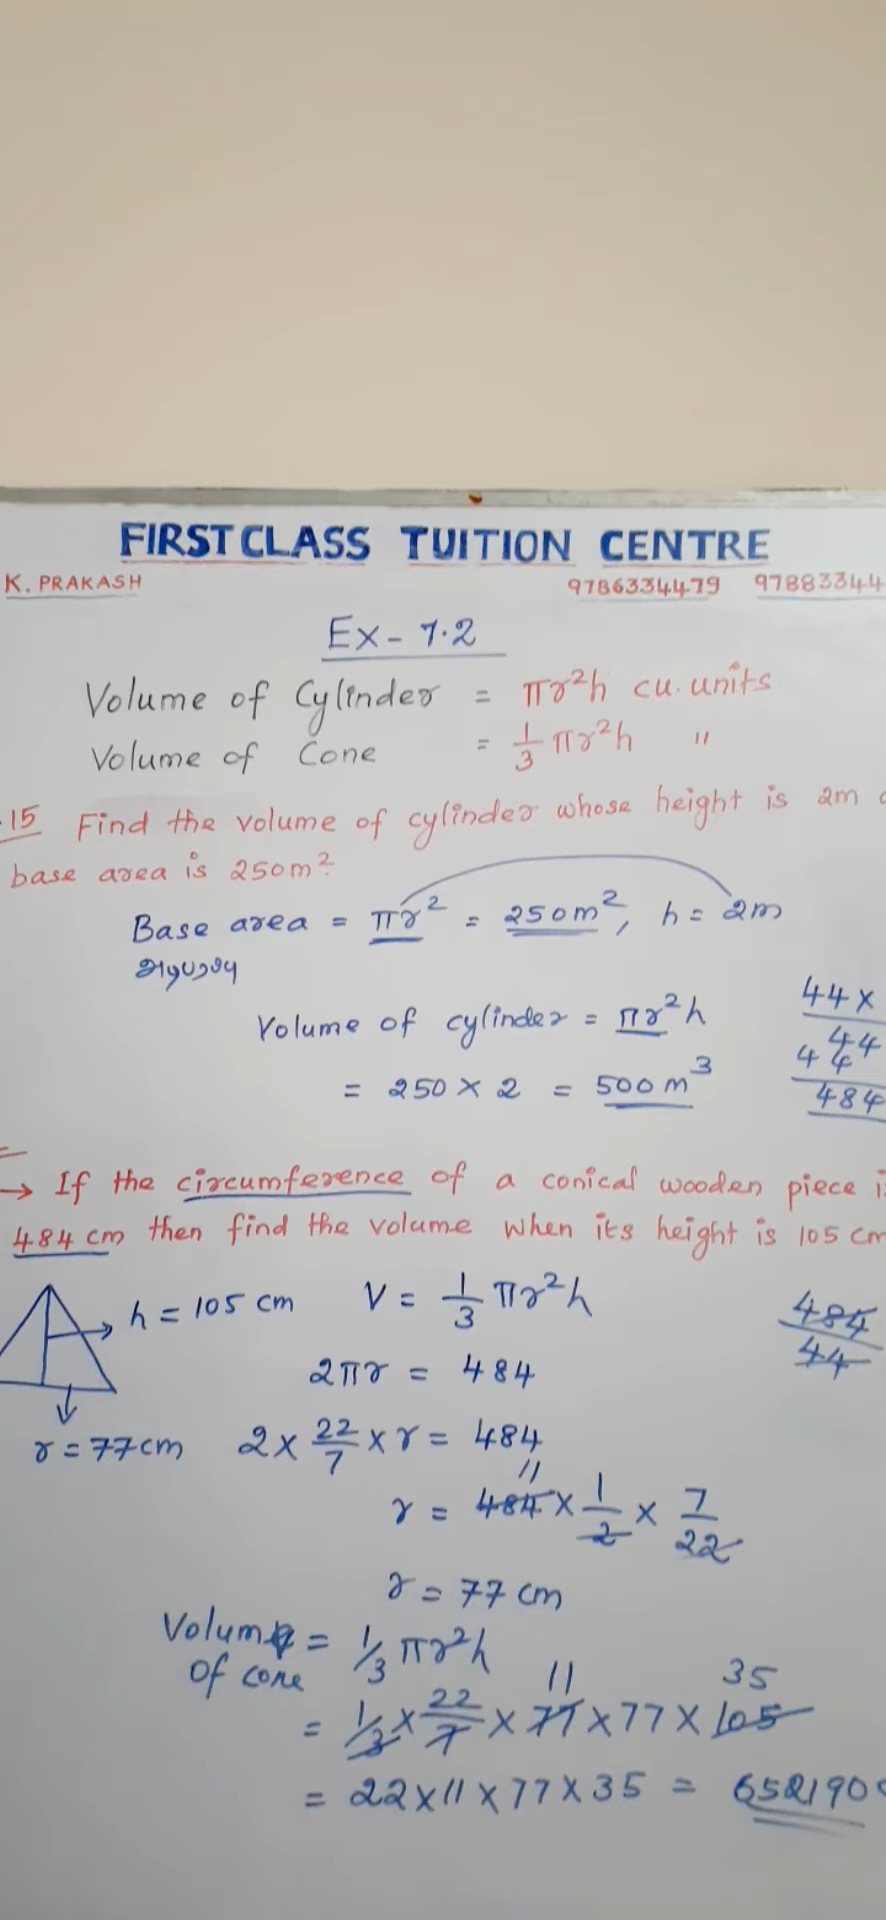 FIRST CLASS TUITION CENTRE
K. PRAKASH 9786334479 97883344
Ex - 7.2
Volume of Cylinder = πr²h cu. units
Volume of Cone = 1/3 πr²h "
.15 Find the volume of cylinder whose height is 2m
base area is 250m².
Base area = πr² = 250m², h = 2m
Volume of cylinder = πr²h
= 250 × 2 = 500 m³
44 ×
44
44
484
→ If the circumference of a conical wooden piece i
484 cm then find the volume when its height is 105 cm
h = 105 cm V = 1/3 πr²h
484/44
2πr = 484
r = 77 cm 2 × 22/7 × r = 484
11
r = 484 × 1/2 × 7/22
r = 77 cm
Volume = 1/3 πr²h
Of cone
11 35
= 1/3 × 22/7 × 77 × 77 × 105
= 22 × 11 × 77 × 35 = 652190